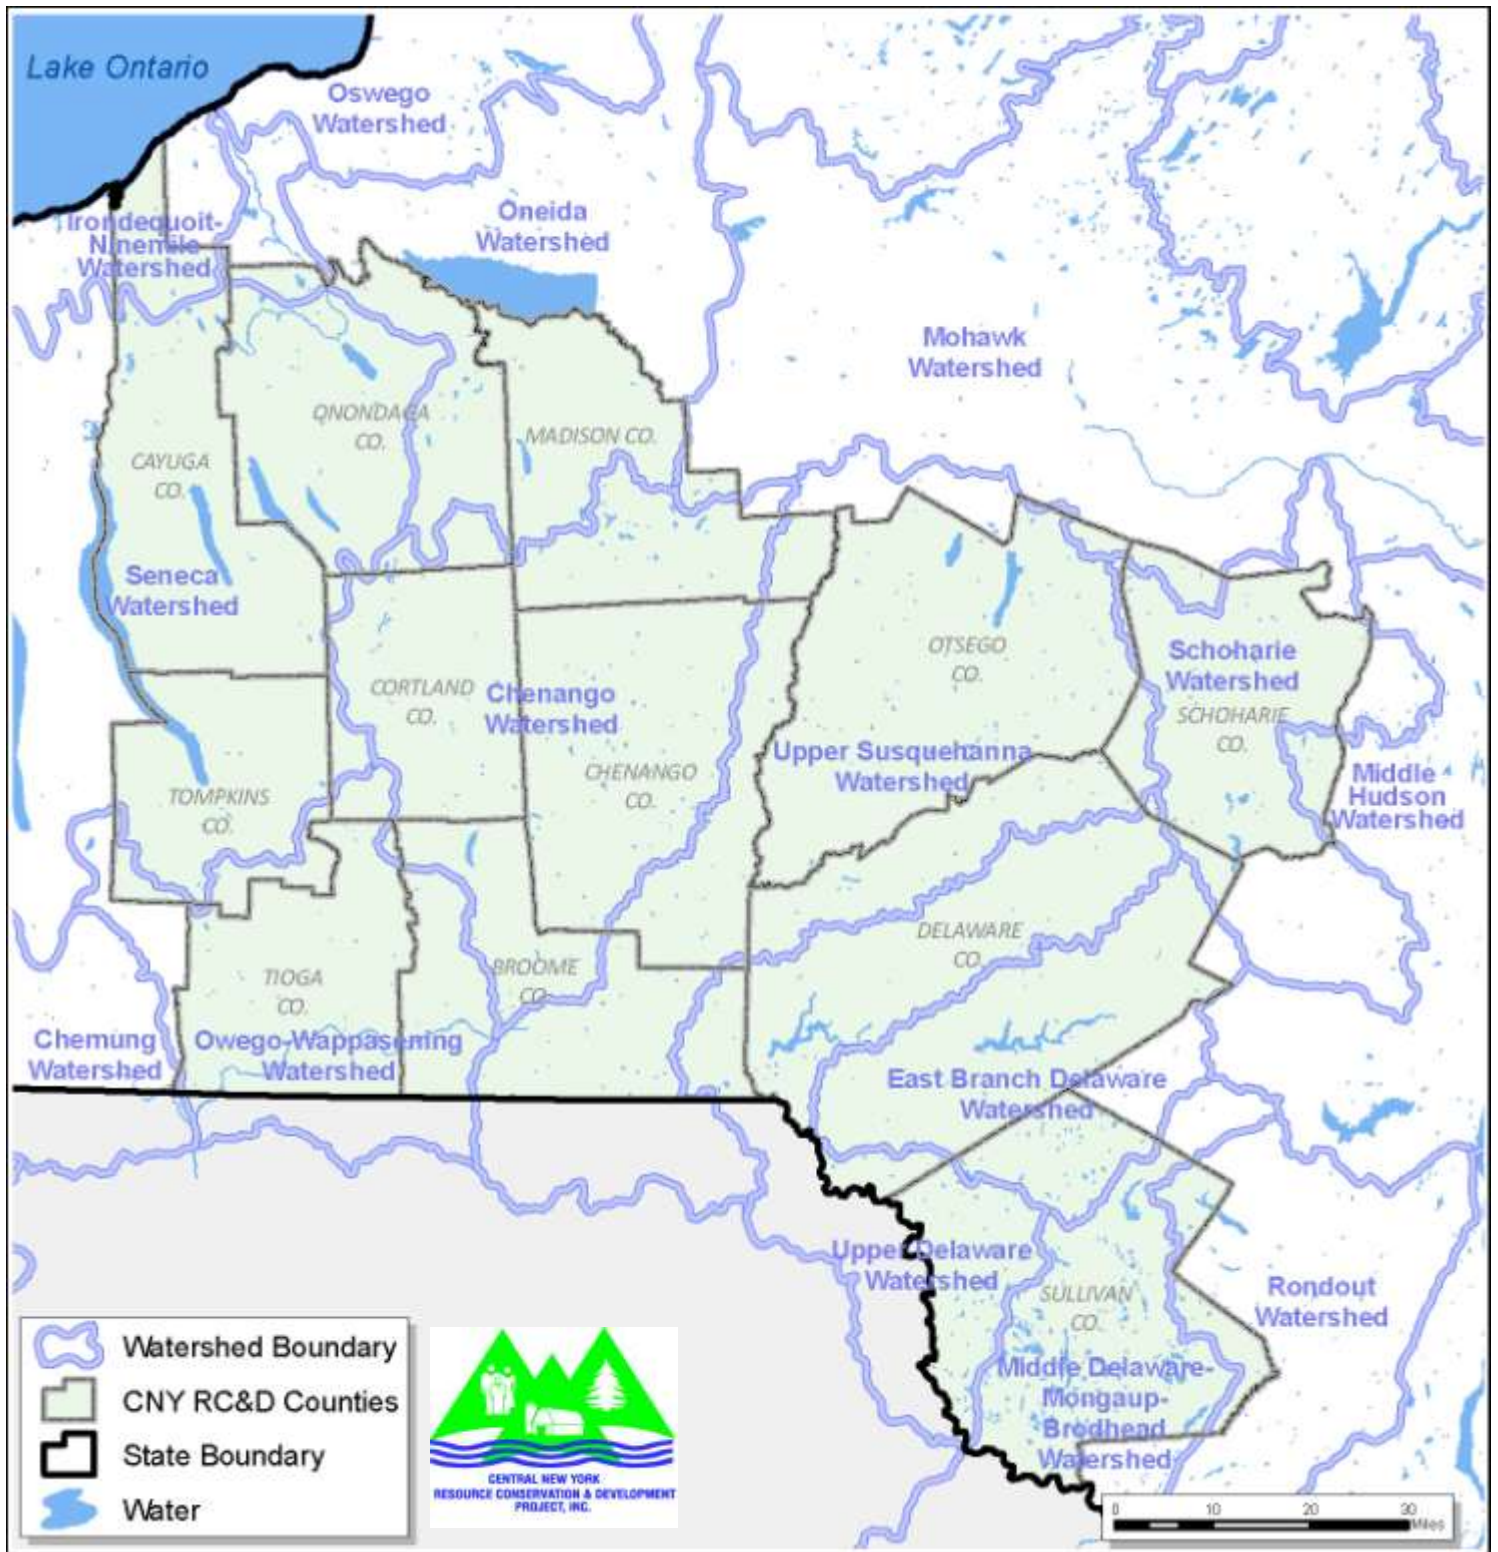 Lake Ontario
Oswego
Watershed
Irondequoit-
Ninemile
Watershed
Oneida
Watershed
Mohawk
Watershed
QNONDAGA
CO.
MADISON CO.
CAYUGA
CO.
Seneca
Watershed
OTSEGO
CO.
Schoharie
Watershed
SCHOHARIE
CO.
CORTLAND
CO.
Chenango
Watershed
CHENANGO
CO.
Upper Susquehanna
Watershed
Middle
Hudson
Watershed
TOMPKINS
CO.
DELAWARE
CO.
TIOGA
CO.
BROOME
CO.
Chemung
Watershed
Owego-Wappasening
Watershed
East Branch Delaware
Watershed
Upper Delaware
Watershed
SULLIVAN
CO.
Rondout
Watershed
Middle Delaware-
Mongaup-
Brodhead
Watershed
Watershed Boundary
CNY RC&D Counties
State Boundary
Water
CENTRAL NEW YORK
RESOURCE CONSERVATION & DEVELOPMENT
PROJECT, INC.
0 10 20 30
Miles